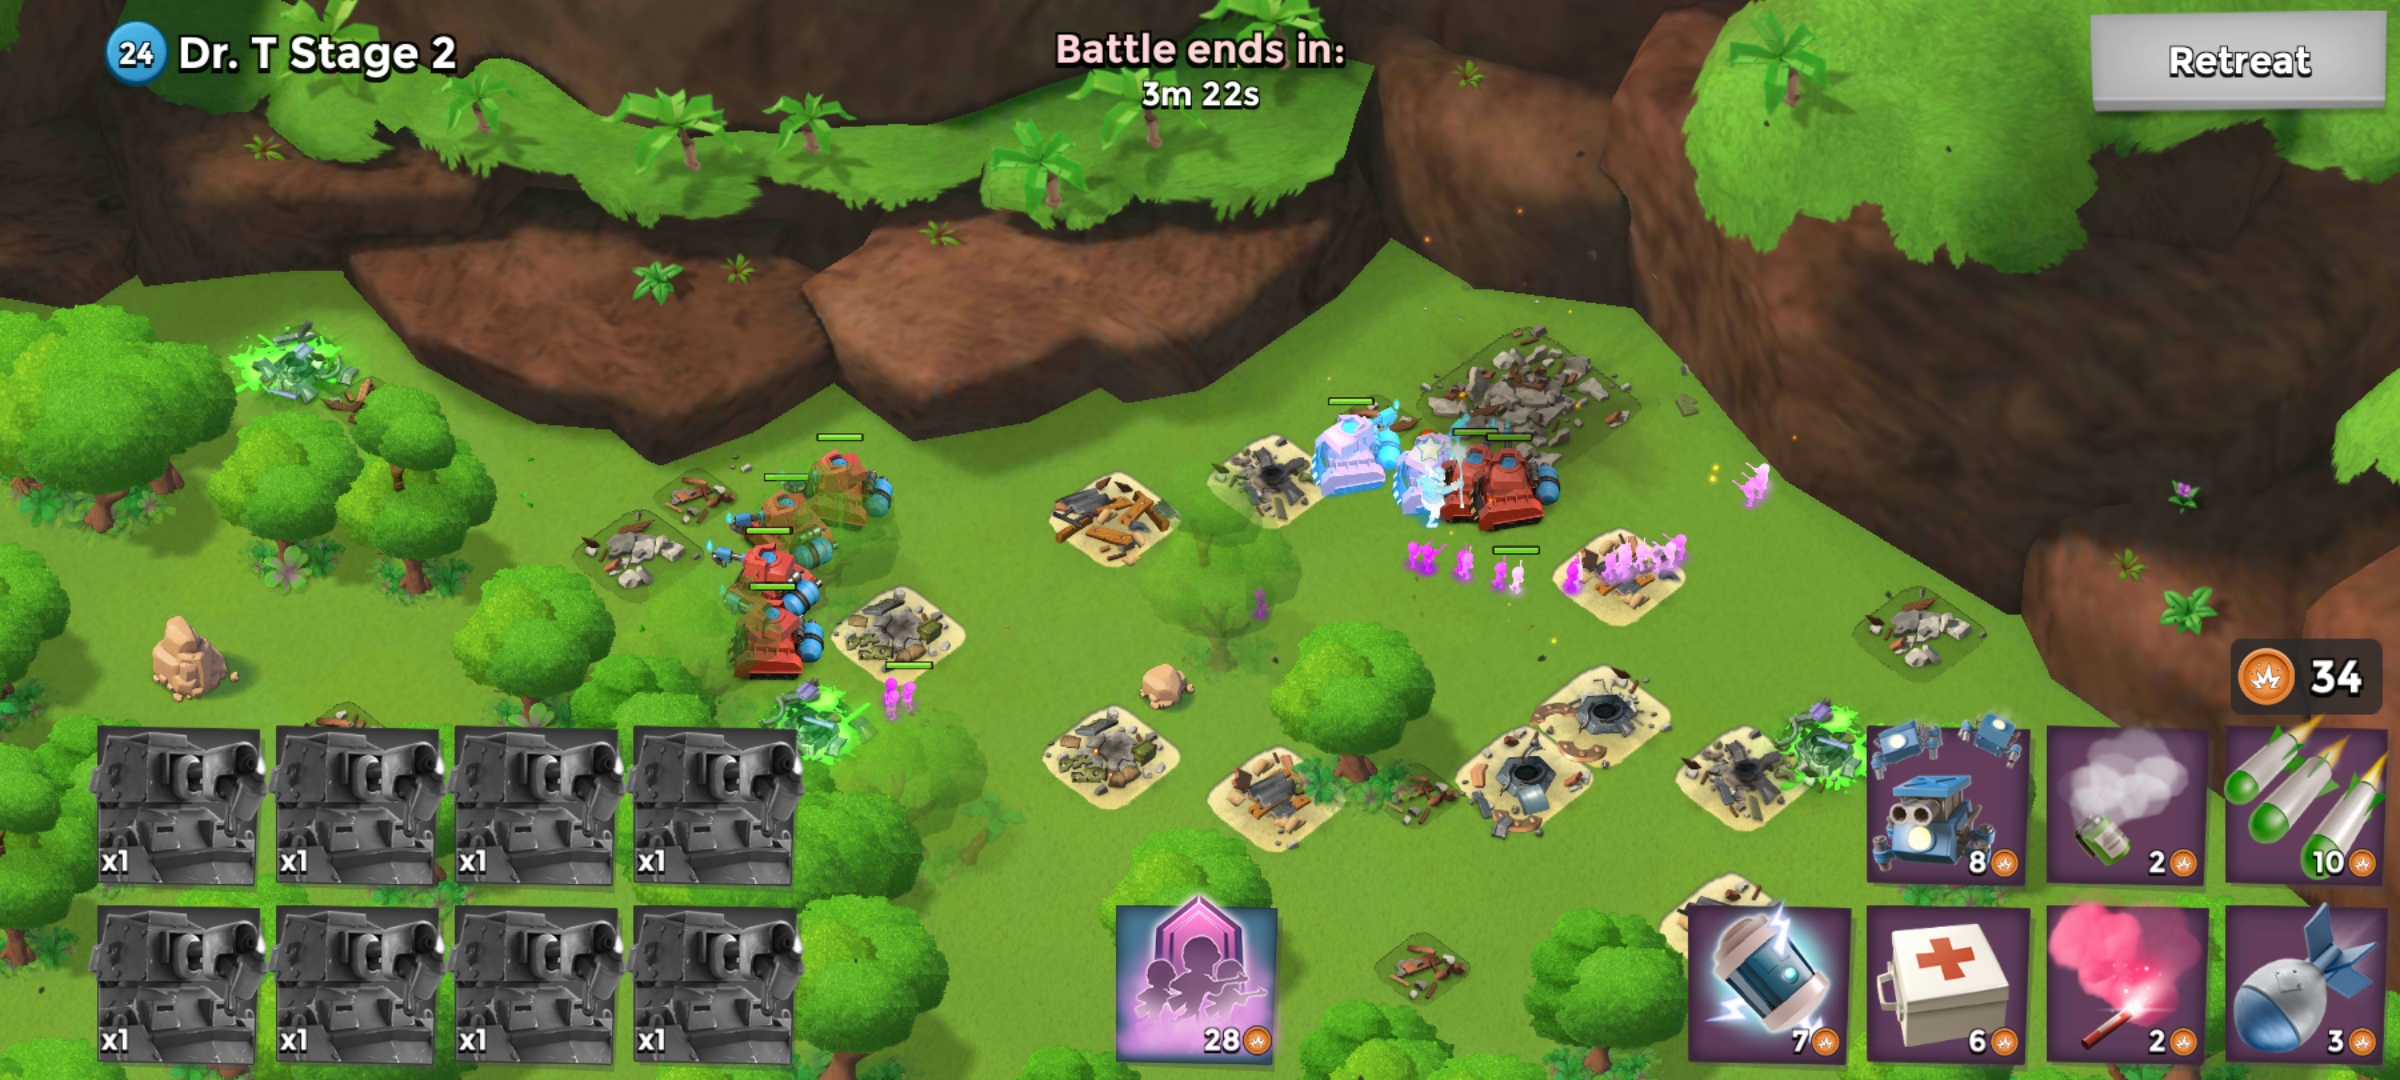 24 Dr. T Stage 2
Battle ends in:
3m 22s
Retreat
34
x1 x1 x1 x1
8 2 10
x1 x1 x1 x1
28
7 6 2 3